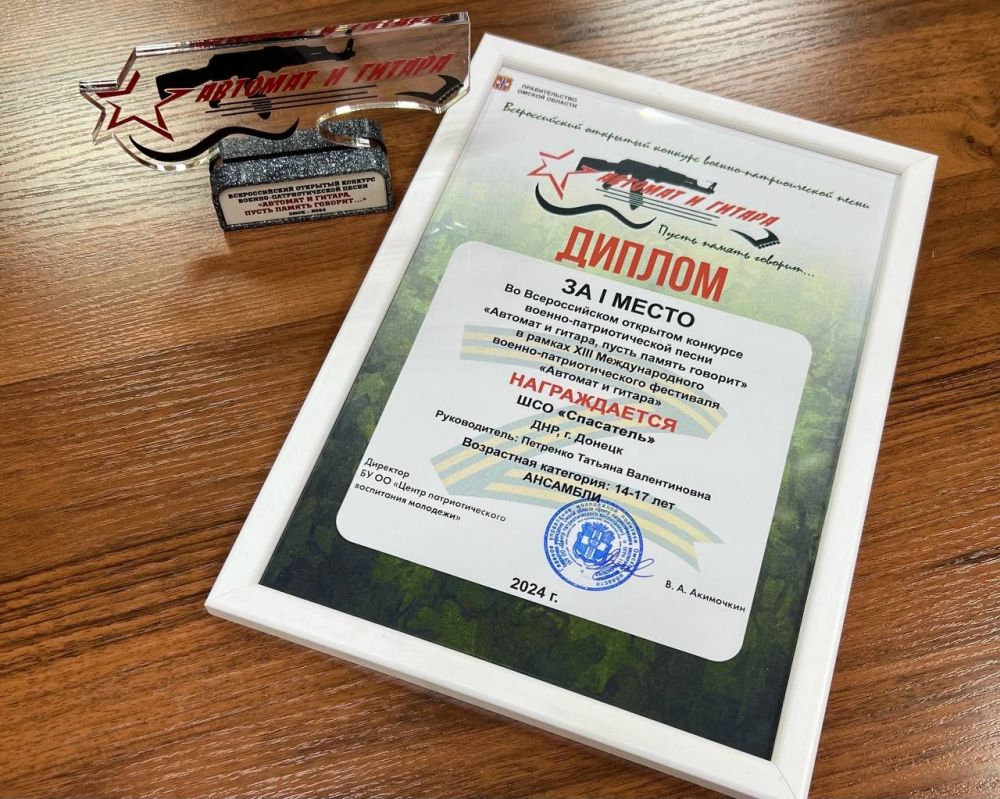 АВТОМАТ И ГИТАРА
ВСЕРОССИЙСКИЙ ОТКРЫТЫЙ КОНКУРС
ВОЕННО-ПАТРИОТИЧЕСКОЙ ПЕСНИ
«АВТОМАТ И ГИТАРА,
ПУСТЬ ПАМЯТЬ ГОВОРИТ...»
ОМСК - 2024
ПРАВИТЕЛЬСТВО
ОМСКОЙ ОБЛАСТИ
Всероссийский открытый конкурс военно-патриотической песни
АВТОМАТ И ГИТАРА
Пусть память говорит...
ДИПЛОМ
ЗА I МЕСТО
Во Всероссийском открытом конкурсе
военно-патриотической песни
«Автомат и гитара, пусть память говорит»
в рамках XIII Международного
военно-патриотического фестиваля
«Автомат и гитара»
НАГРАЖДАЕТСЯ
ШСО «Спасатель»
ДНР, г. Донецк
Руководитель: Петренко Татьяна Валентиновна
Возрастная категория: 14-17 лет
АНСАМБЛИ
Директор
БУ ОО «Центр патриотического
воспитания молодежи»
В. А. Акимочкин
2024 г.